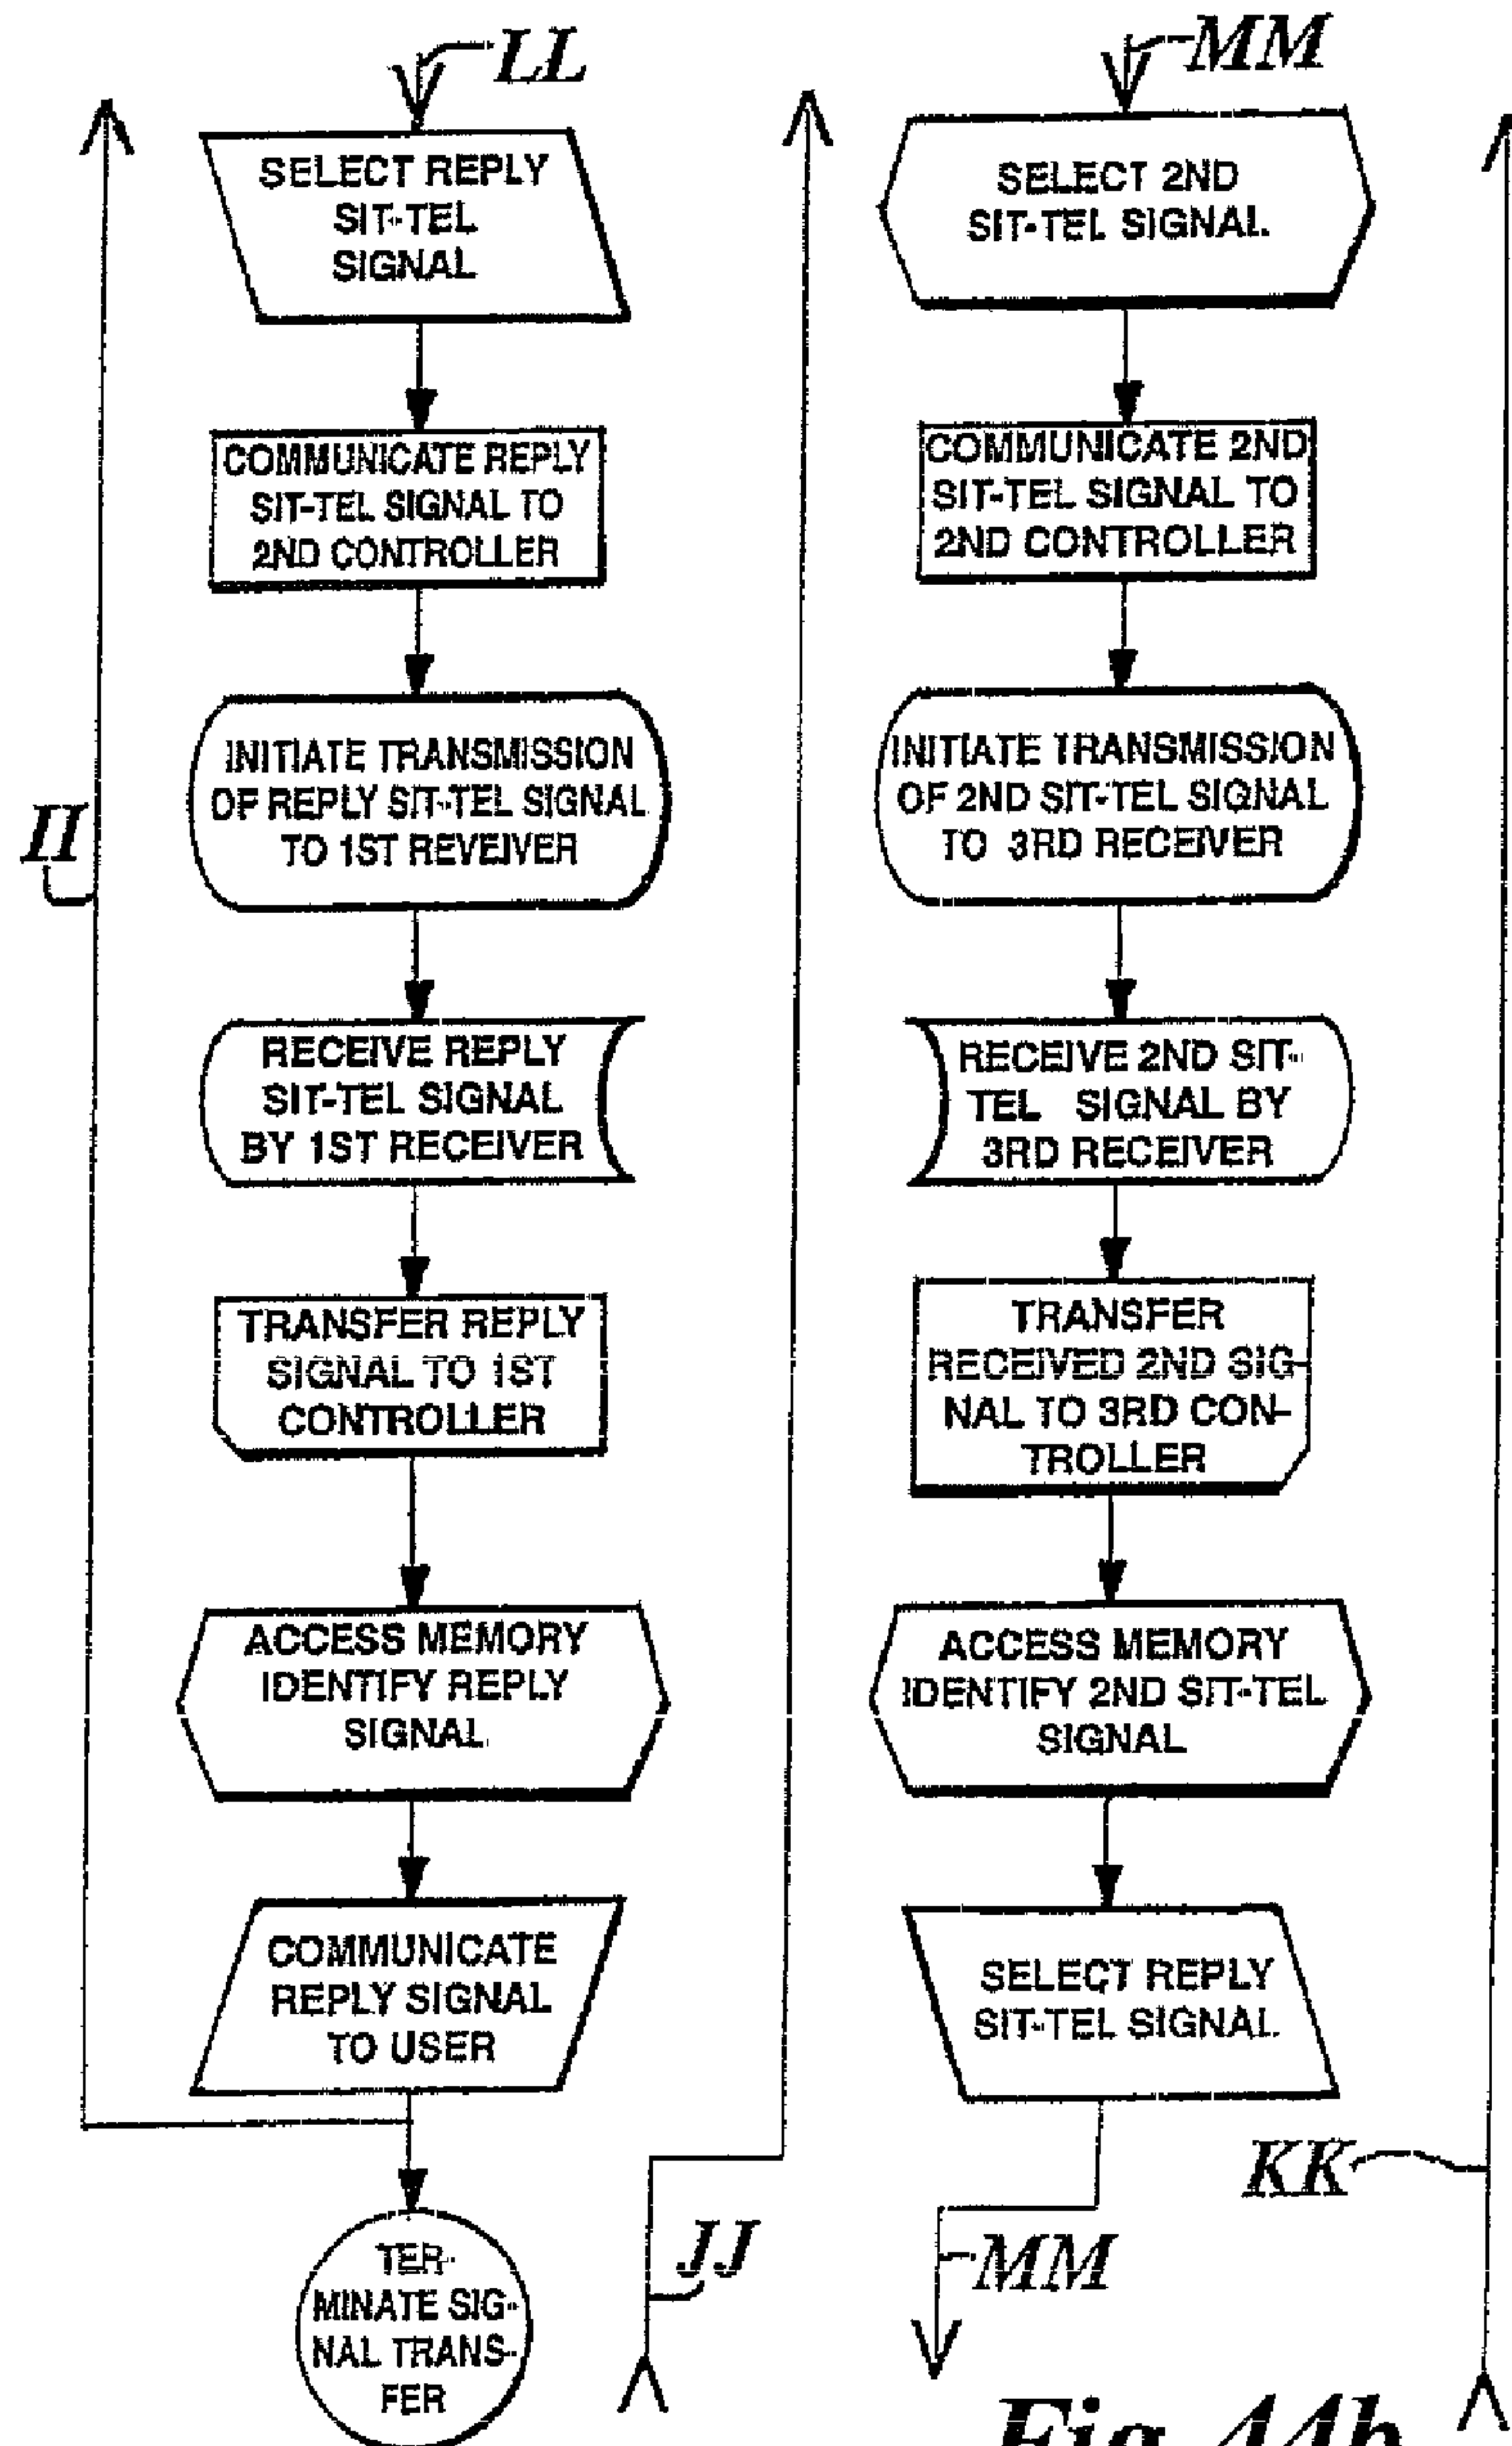 LL
SELECT REPLY
SIT-TEL
SIGNAL
COMMUNICATE REPLY
SIT-TEL SIGNAL TO
2ND CONTROLLER
INITIATE TRANSMISSION
OF REPLY SIT-TEL SIGNAL
TO 1ST REVEIVER
II
RECEIVE REPLY
SIT-TEL SIGNAL
BY 1ST RECEIVER
TRANSFER REPLY
SIGNAL TO 1ST
CONTROLLER
ACCESS MEMORY
IDENTIFY REPLY
SIGNAL
COMMUNICATE
REPLY SIGNAL
TO USER
TER-
MINATE SIG-
NAL TRANS-
FER
JJ
MM
SELECT 2ND
SIT-TEL SIGNAL
COMMUNICATE 2ND
SIT-TEL SIGNAL TO
2ND CONTROLLER
INITIATE TRANSMISSION
OF 2ND SIT-TEL SIGNAL
TO 3RD RECEIVER
RECEIVE 2ND SIT-
TEL SIGNAL BY
3RD RECEIVER
TRANSFER
RECEIVED 2ND SIG-
NAL TO 3RD CON-
TROLLER
ACCESS MEMORY
IDENTIFY 2ND SIT-TEL
SIGNAL
SELECT REPLY
SIT-TEL SIGNAL
KK
MM
Fig 44b